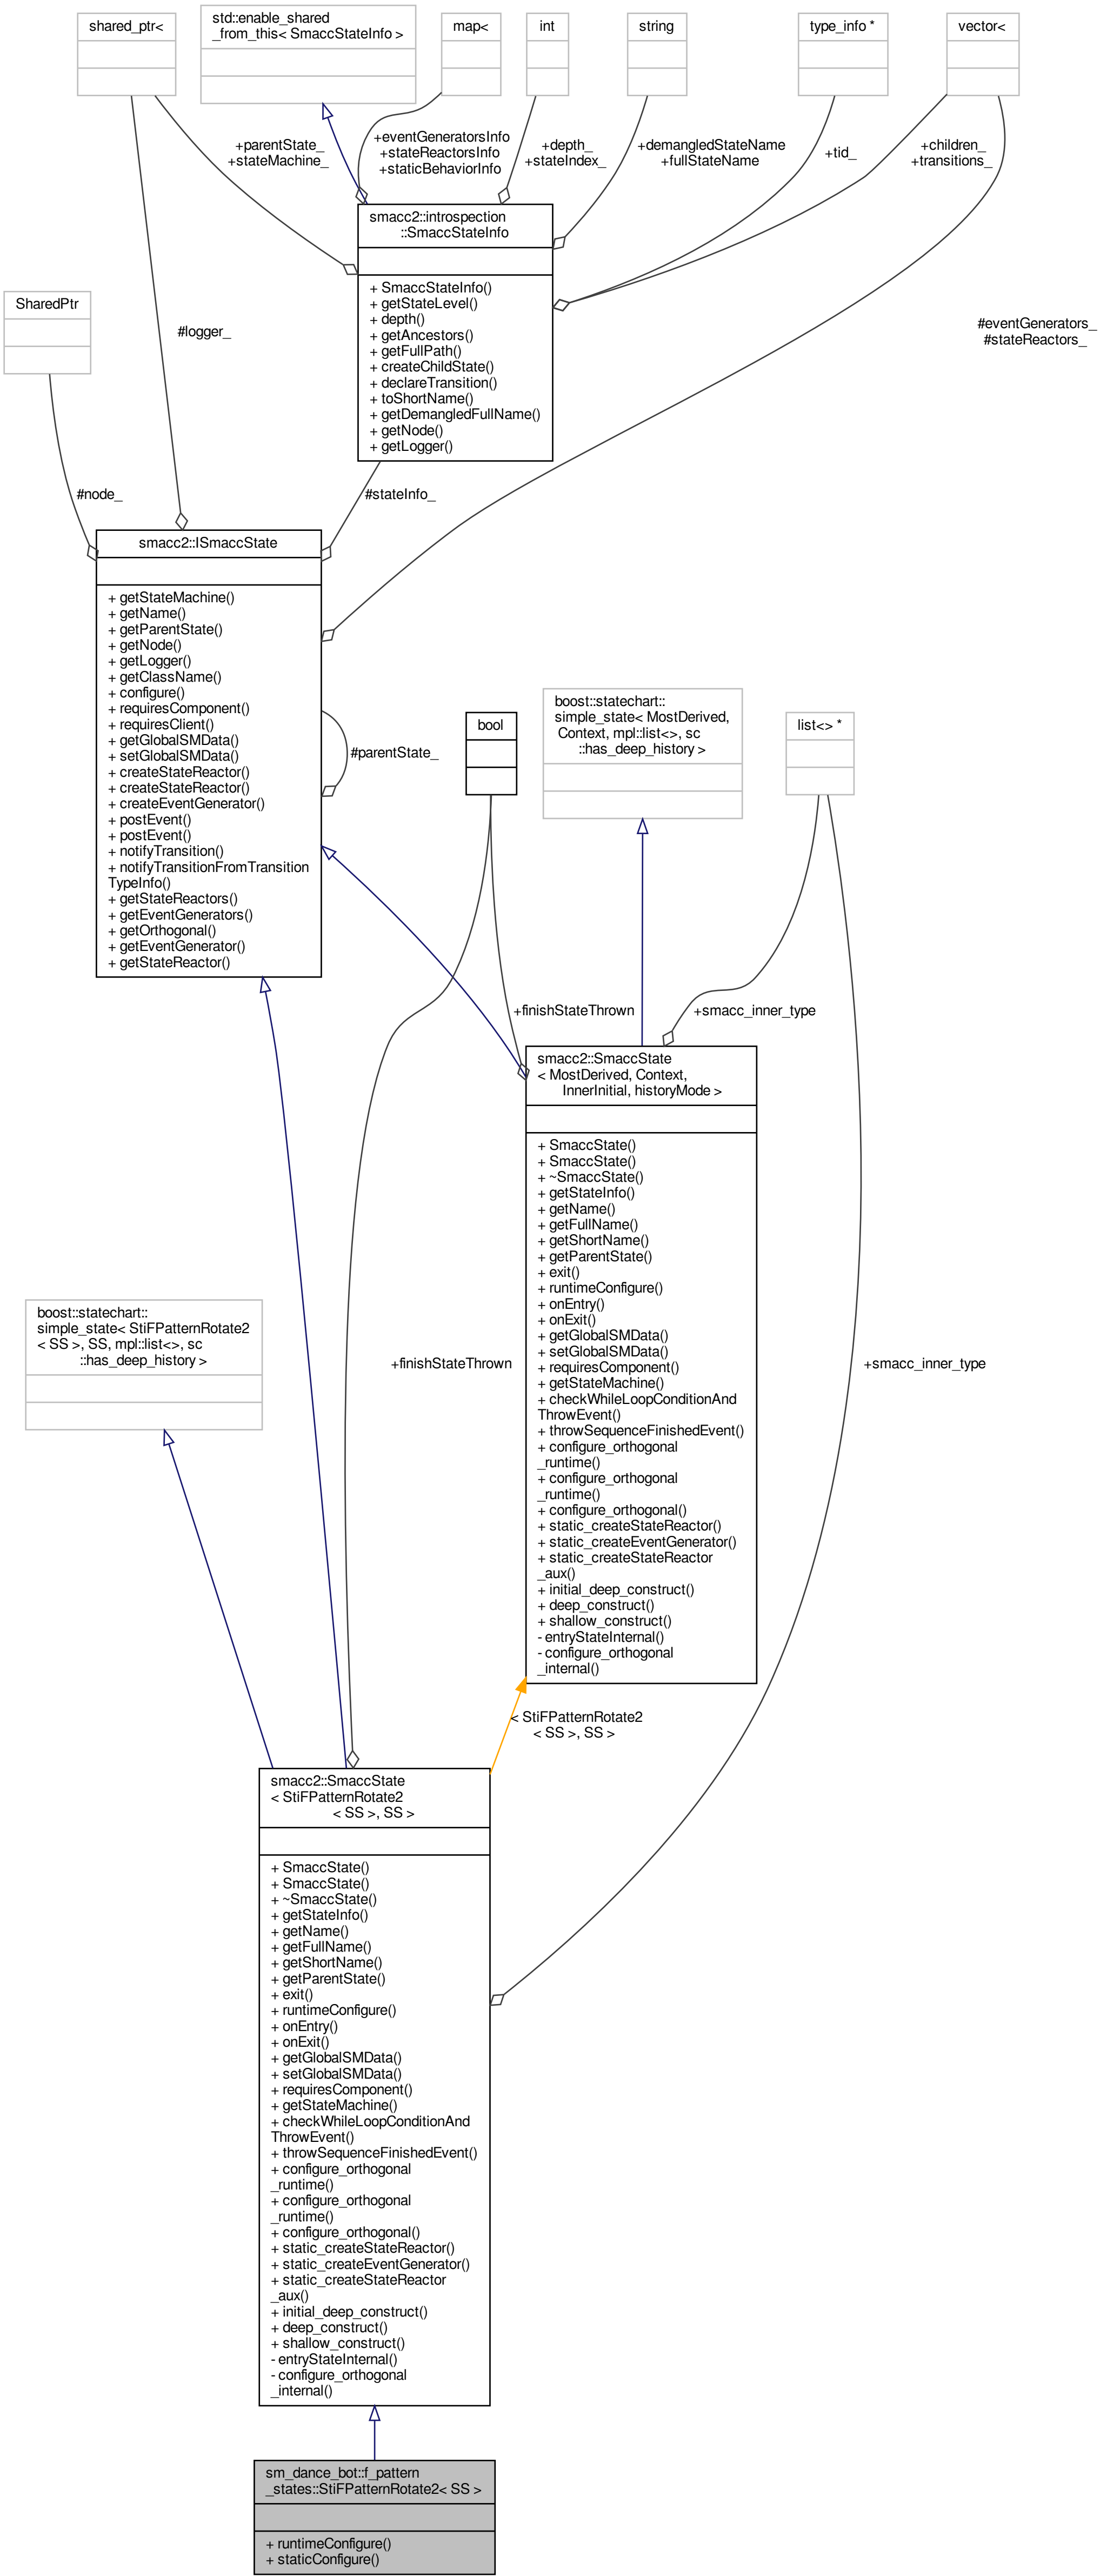 shared_ptr<
std::enable_shared
_from_this< SmaccStateInfo >
map<
int
string
type_info *
vector<
+parentState_
+stateMachine_
+eventGeneratorsInfo
+stateReactorsInfo
+staticBehaviorInfo
+depth_
+stateIndex_
+demangledStateName
+fullStateName
+tid_
+children_
+transitions_
smacc2::introspection
::SmaccStateInfo
+ SmaccStateInfo()
+ getStateLevel()
+ depth()
+ getAncestors()
+ getFullPath()
+ createChildState()
+ declareTransition()
+ toShortName()
+ getDemangledFullName()
+ getNode()
+ getLogger()
SharedPtr
#logger_
#eventGenerators_
#stateReactors_
#node_
#stateInfo_
smacc2::ISmaccState
+ getStateMachine()
+ getName()
+ getParentState()
+ getNode()
+ getLogger()
+ getClassName()
+ configure()
+ requiresComponent()
+ requiresClient()
+ getGlobalSMData()
+ setGlobalSMData()
+ createStateReactor()
+ createStateReactor()
+ createEventGenerator()
+ postEvent()
+ postEvent()
+ notifyTransition()
+ notifyTransitionFromTransition
TypeInfo()
+ getStateReactors()
+ getEventGenerators()
+ getOrthogonal()
+ getEventGenerator()
+ getStateReactor()
#parentState_
bool
boost::statechart::
simple_state< MostDerived,
Context, mpl::list<>, sc
::has_deep_history >
list<> *
+finishStateThrown
+smacc_inner_type
smacc2::SmaccState
< MostDerived, Context,
InnerInitial, historyMode >
+ SmaccState()
+ SmaccState()
+ ~SmaccState()
+ getStateInfo()
+ getName()
+ getFullName()
+ getShortName()
+ getParentState()
+ exit()
+ runtimeConfigure()
+ onEntry()
+ onExit()
+ getGlobalSMData()
+ setGlobalSMData()
+ requiresComponent()
+ getStateMachine()
+ checkWhileLoopConditionAnd
ThrowEvent()
+ throwSequenceFinishedEvent()
+ configure_orthogonal
_runtime()
+ configure_orthogonal
_runtime()
+ configure_orthogonal()
+ static_createStateReactor()
+ static_createEventGenerator()
+ static_createStateReactor
_aux()
+ initial_deep_construct()
+ deep_construct()
+ shallow_construct()
- entryStateInternal()
- configure_orthogonal
_internal()
boost::statechart::
simple_state< StiFPatternRotate2
< SS >, SS, mpl::list<>, sc
::has_deep_history >
+finishStateThrown
+smacc_inner_type
< StiFPatternRotate2
< SS >, SS >
smacc2::SmaccState
< StiFPatternRotate2
< SS >, SS >
+ SmaccState()
+ SmaccState()
+ ~SmaccState()
+ getStateInfo()
+ getName()
+ getFullName()
+ getShortName()
+ getParentState()
+ exit()
+ runtimeConfigure()
+ onEntry()
+ onExit()
+ getGlobalSMData()
+ setGlobalSMData()
+ requiresComponent()
+ getStateMachine()
+ checkWhileLoopConditionAnd
ThrowEvent()
+ throwSequenceFinishedEvent()
+ configure_orthogonal
_runtime()
+ configure_orthogonal
_runtime()
+ configure_orthogonal()
+ static_createStateReactor()
+ static_createEventGenerator()
+ static_createStateReactor
_aux()
+ initial_deep_construct()
+ deep_construct()
+ shallow_construct()
- entryStateInternal()
- configure_orthogonal
_internal()
sm_dance_bot::f_pattern
_states::StiFPatternRotate2< SS >
+ runtimeConfigure()
+ staticConfigure()